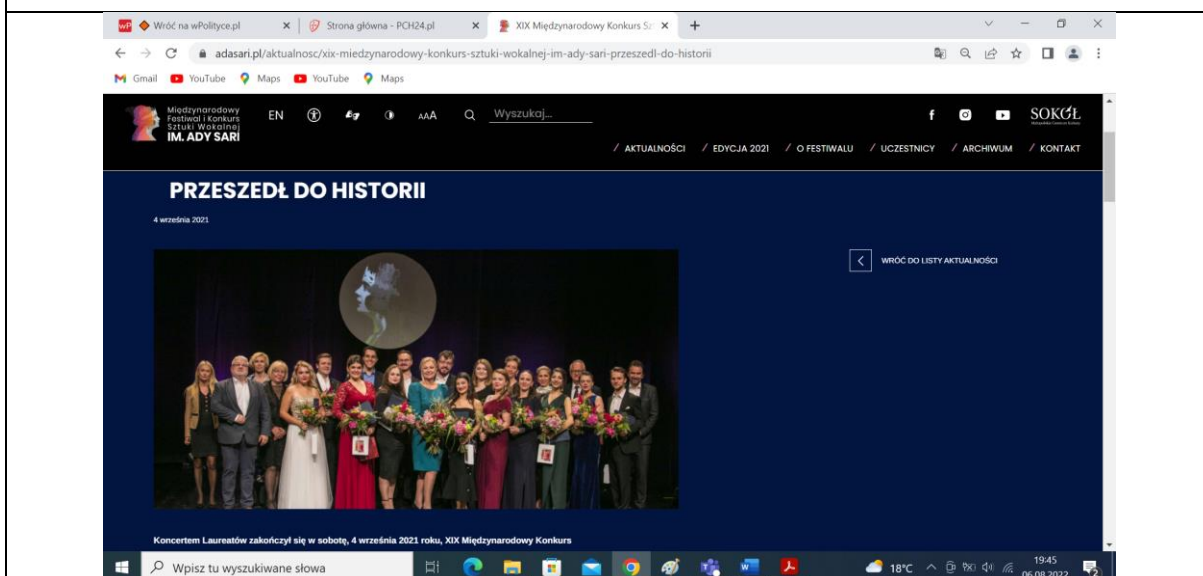 Wróć na wPolityce.pl
Strona główna - PCH24.pl
XIX Międzynarodowy Konkurs Sz
adasari.pl/aktualnosc/xix-miedzynarodowy-konkurs-sztuki-wokalnej-im-ady-sari-przeszedl-do-historii
Gmail YouTube Maps YouTube Maps
Międzynarodowy
Festiwal i Konkurs
Sztuki Wokalnej
IM. ADY SARI
EN AAA Wyszukaj... SOKÓŁ
/ AKTUALNOŚCI / EDYCJA 2021 / O FESTIWALU / UCZESTNICY / ARCHIWUM / KONTAKT
PRZESZEDŁ DO HISTORII
4 września 2021
WRÓĆ DO LISTY AKTUALNOŚCI
Koncertem Laureatów zakończył się w sobotę, 4 września 2021 roku, XIX Międzynarodowy Konkurs
Wpisz tu wyszukiwane słowa
18°C
19:45
06.08.2022